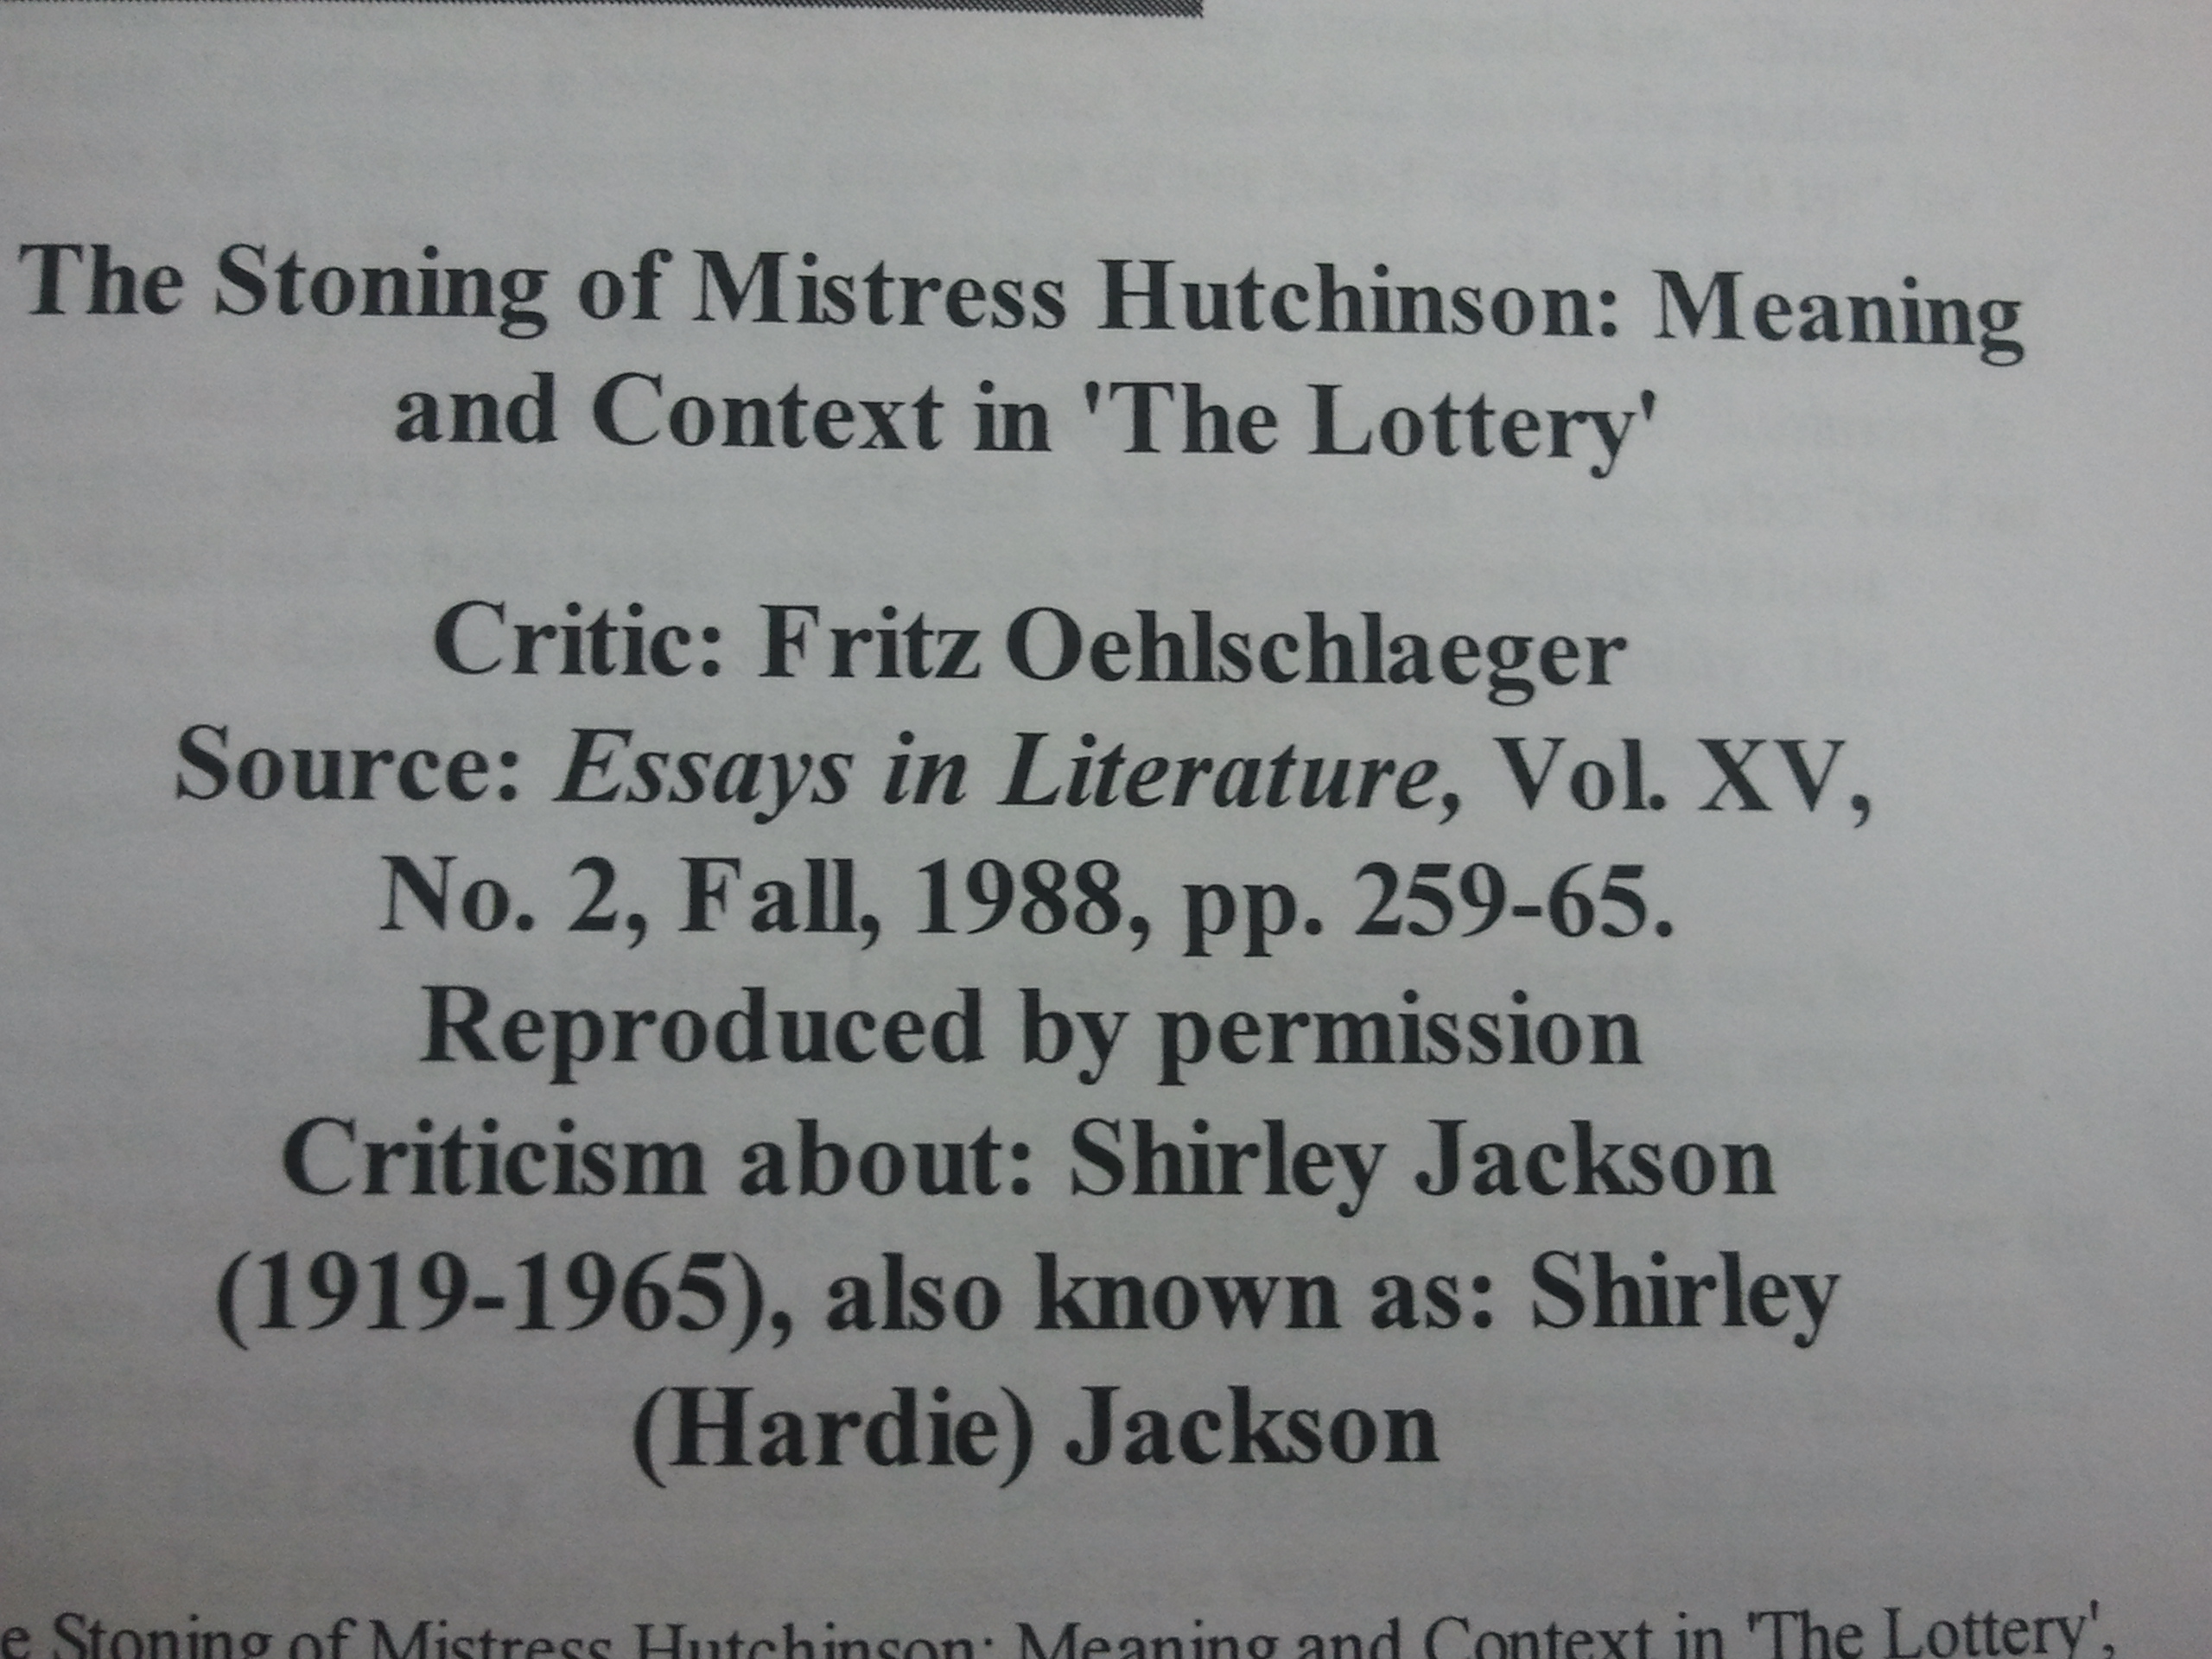 The Stoning of Mistress Hutchinson: Meaning
and Context in 'The Lottery'
Critic: Fritz Oehlschlaeger
Source: Essays in Literature, Vol. XV,
No. 2, Fall, 1988, pp. 259-65.
Reproduced by permission
Criticism about: Shirley Jackson
(1919-1965), also known as: Shirley
(Hardie) Jackson
e Stoning of Mistress Hutchinson: Meaning and Context in 'The Lottery',